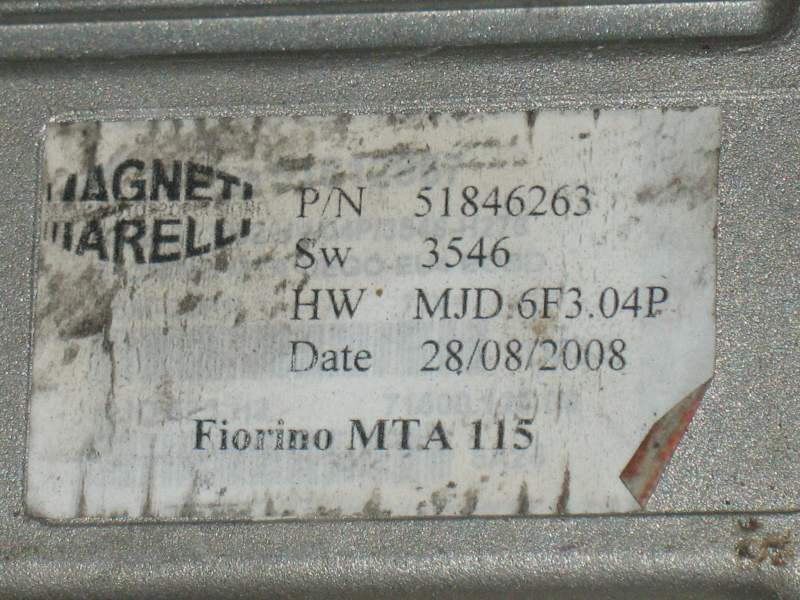 MAGNETI
MARELLI
P/N 51846263
Sw 3546
HW MJD 6F3.04P
Date 28/08/2008
Fiorino MTA 115